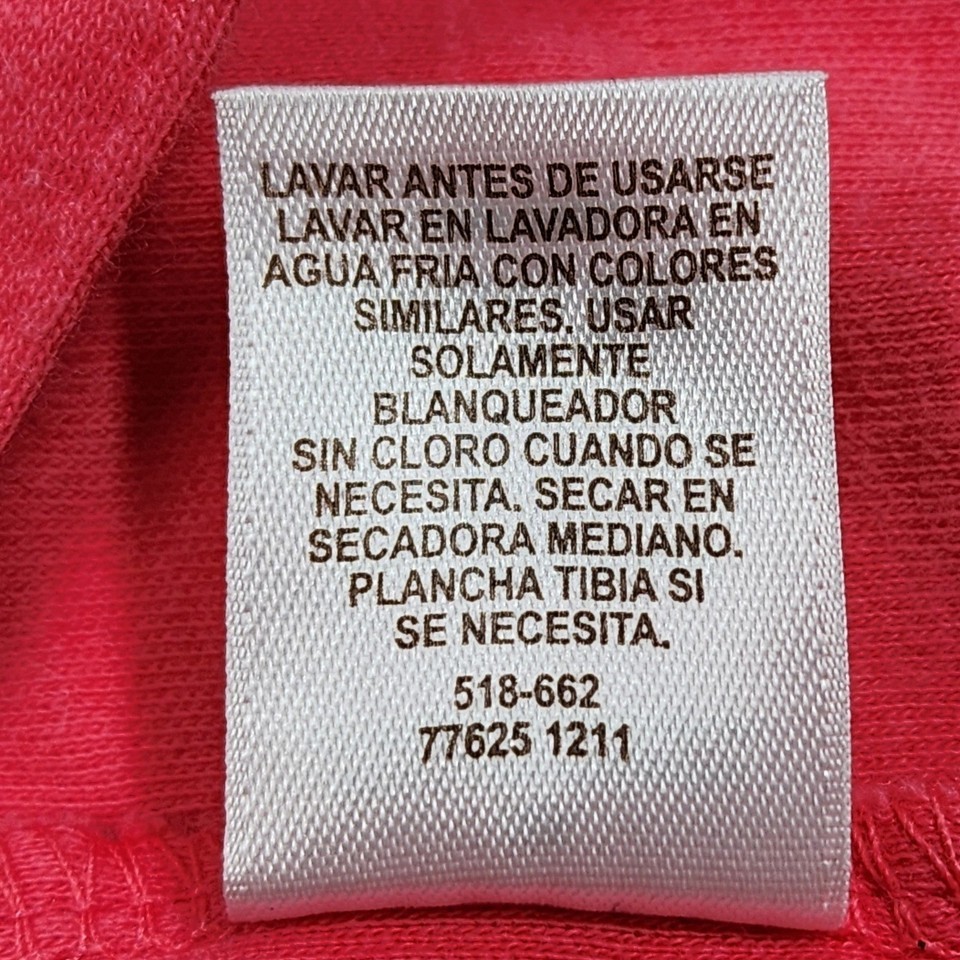 LAVAR ANTES DE USARSE
LAVAR EN LAVADORA EN
AGUA FRIA CON COLORES
SIMILARES. USAR
SOLAMENTE
BLANQUEADOR
SIN CLORO CUANDO SE
NECESITA. SECAR EN
SECADORA MEDIANO.
PLANCHA TIBIA SI
SE NECESITA.
518-662
77625 1211